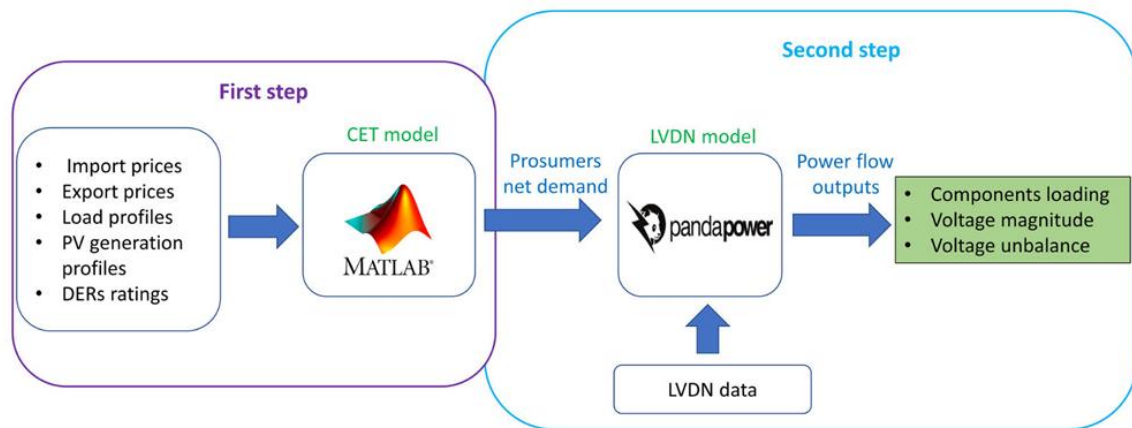 Second step
First step
CET model
LVDN model
• Import prices
• Export prices
• Load profiles
• PV generation
profiles
• DERs ratings
MATLAB®
Prosumers
net demand
pandapower
Power flow
outputs
• Components loading
• Voltage magnitude
• Voltage unbalance
LVDN data